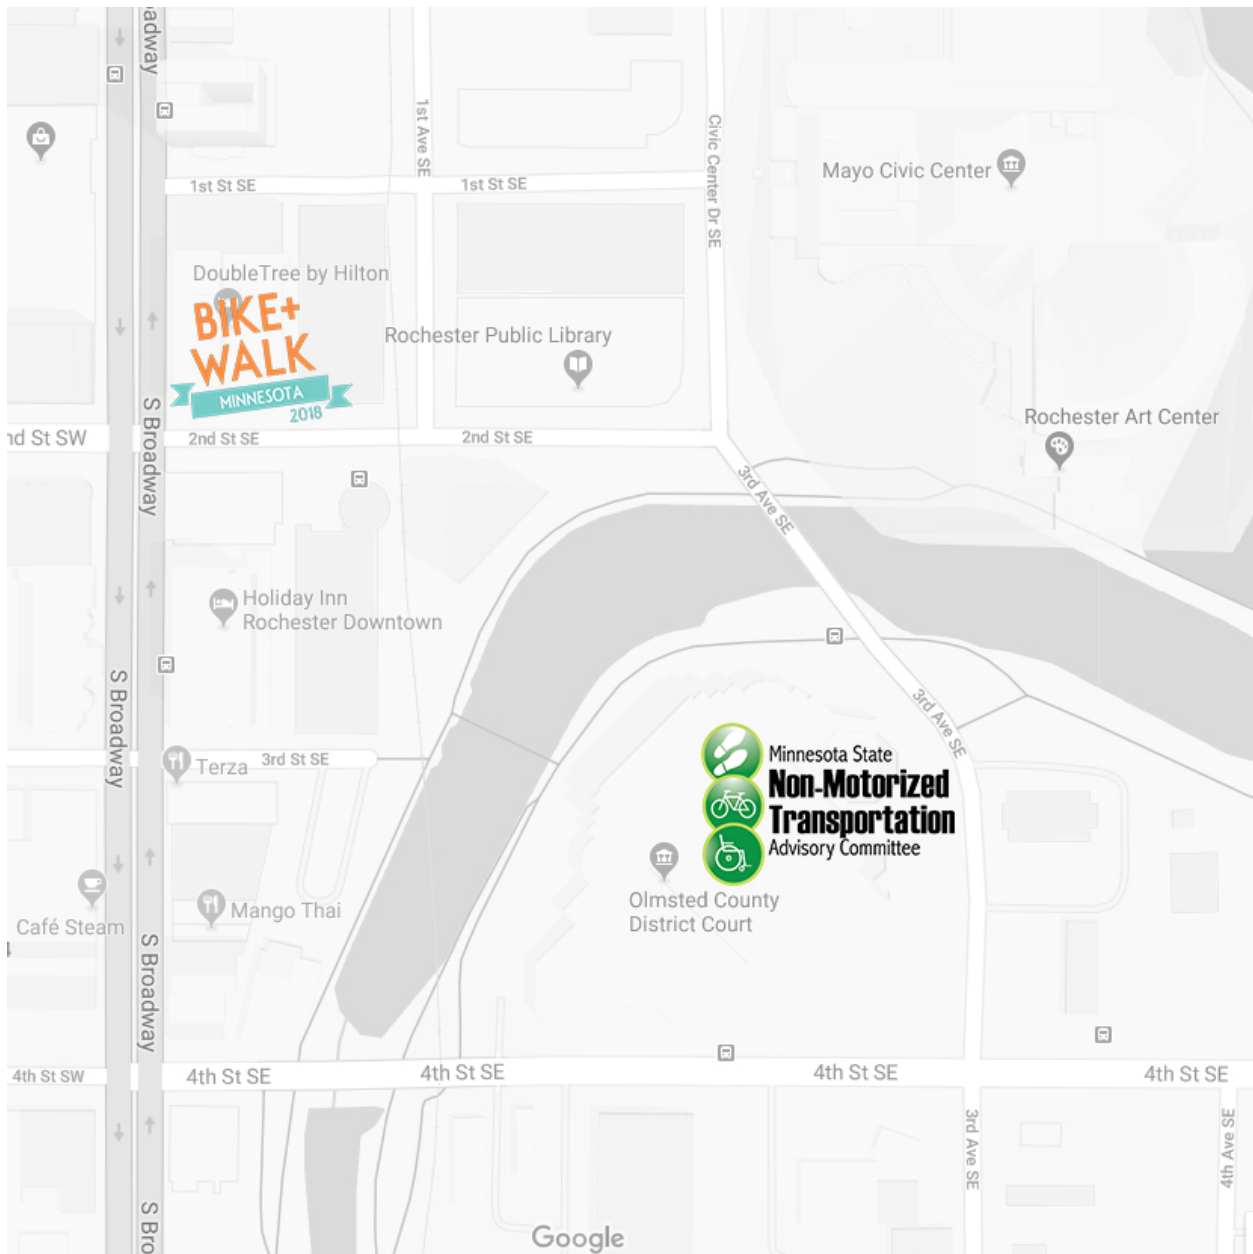 adway
1st Ave SE
Civic Center Dr SE
Mayo Civic Center
1st St SE
1st St SE
DoubleTree by Hilton
BIKE+
WALK
MINNESOTA
2018
Rochester Public Library
Rochester Art Center
nd St SW
S Broadway
2nd St SE
2nd St SE
3rd Ave SE
Holiday Inn
Rochester Downtown
S Broadway
3rd Ave SE
Terza
3rd St SE
Minnesota State
Non-Motorized
Transportation
Advisory Committee
Olmsted County
District Court
Mango Thai
Café Steam
S Broadway
4th St SW
4th St SE
4th St SE
4th St SE
4th St SE
3rd Ave SE
4th Ave SE
S Bro
Google